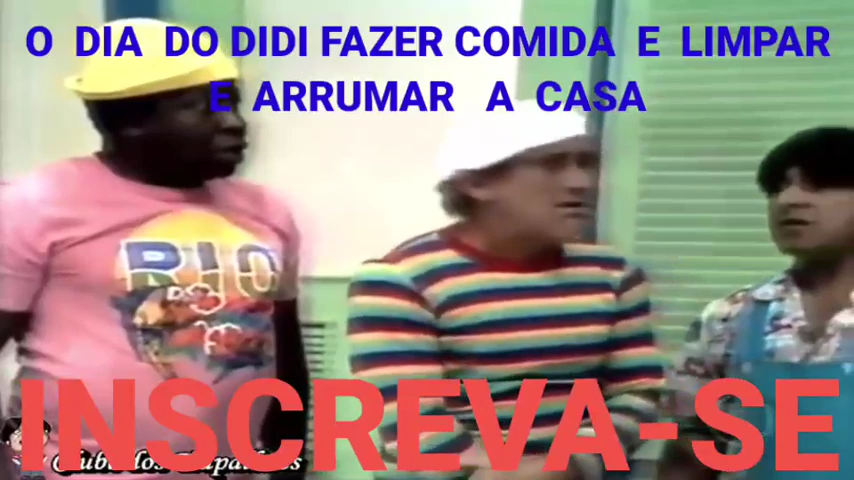 O DIA DO DIDI FAZER COMIDA E LIMPAR
E ARRUMAR A CASA
RIO
INSCREVA-SE